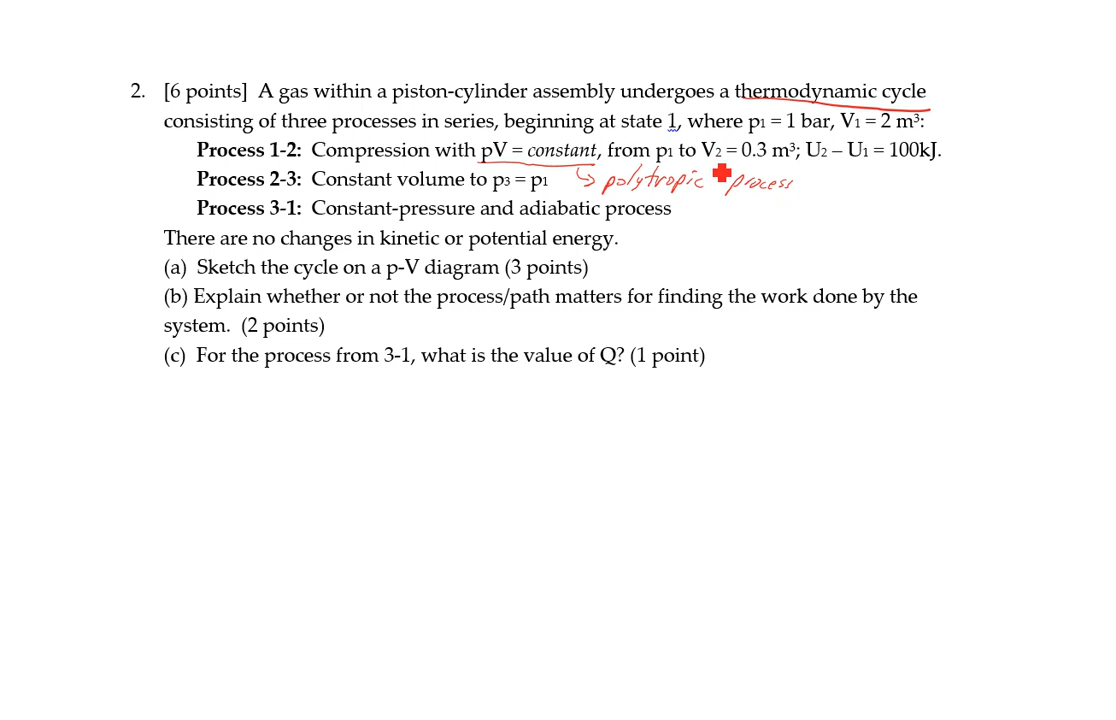 2. [6 points] A gas within a piston-cylinder assembly undergoes a thermodynamic cycle
consisting of three processes in series, beginning at state 1, where p₁ = 1 bar, V₁ = 2 m³:
Process 1-2: Compression with pV = constant, from p₁ to V₂ = 0.3 m³; U₂ – U₁ = 100kJ.
Process 2-3: Constant volume to p₃ = p₁
↳ polytropic process
Process 3-1: Constant-pressure and adiabatic process
There are no changes in kinetic or potential energy.
(a) Sketch the cycle on a p-V diagram (3 points)
(b) Explain whether or not the process/path matters for finding the work done by the
system. (2 points)
(c) For the process from 3-1, what is the value of Q? (1 point)